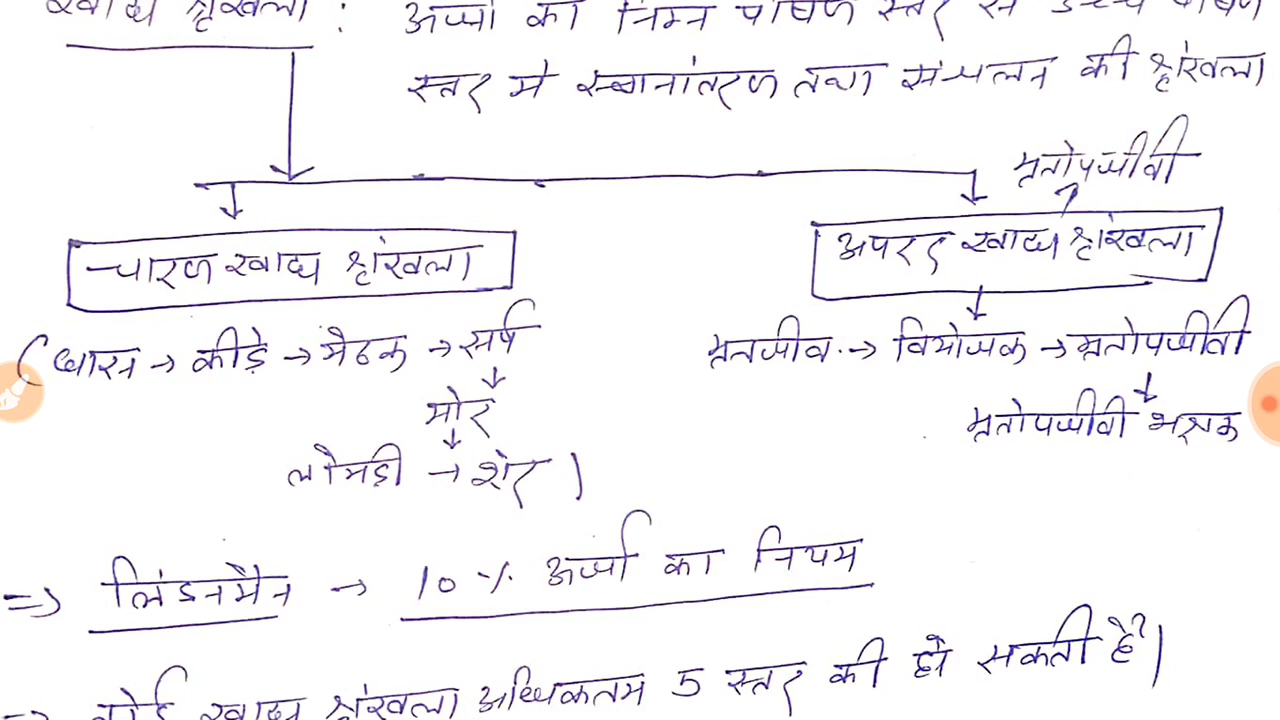 खाद्य श्रृंखला : ऊर्जा का निम्न पोषण स्तर से उच्च पोषण
स्तर में स्थानांतरण तथा संचलन की श्रृंखला
मृतोपजीवी
चारण खाद्य श्रृंखला
अपरद खाद्य श्रृंखला
(घास → कीड़े → मेढक → सर्प
मोर
लोमड़ी → शेर)
मृतजीव → वियोजक → मृतोपजीवी
मृतोपजीवी भक्षक
⇒ लिंडनमैन → 10% ऊर्जा का नियम
⇒ कोई खाद्य श्रृंखला अधिकतम 5 स्तर की हो सकती है।